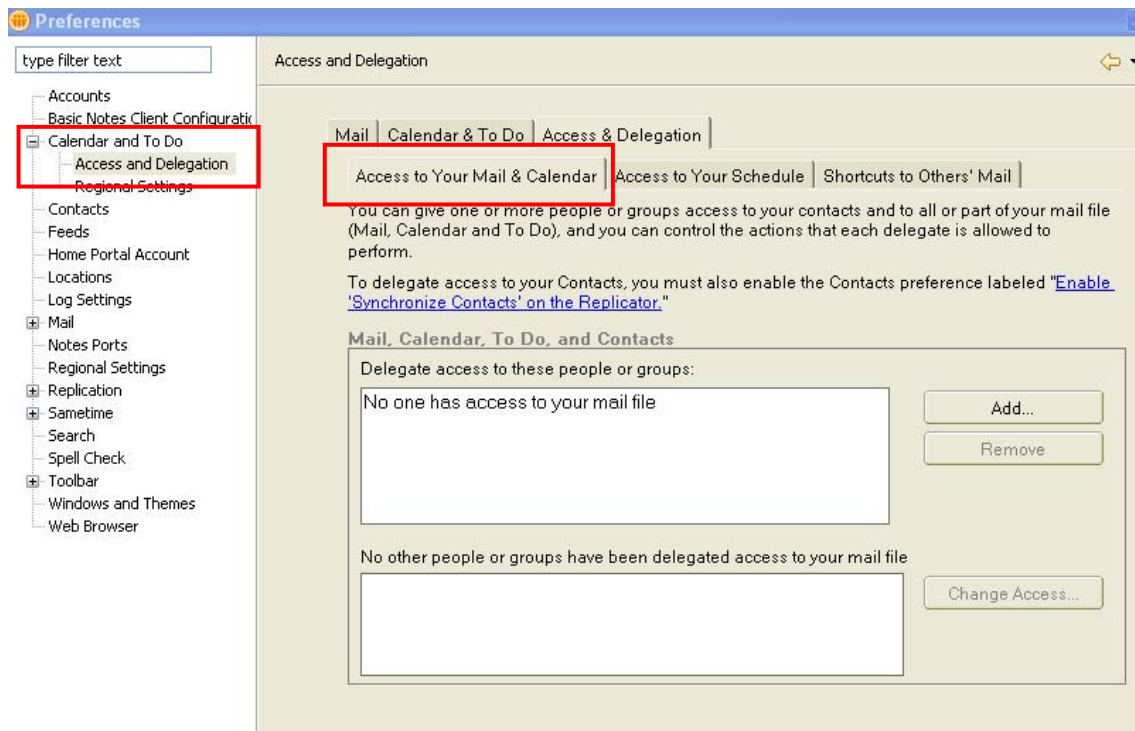 Preferences
type filter text
Accounts
Basic Notes Client Configuratic
Calendar and To Do
Access and Delegation
Regional Settings
Contacts
Feeds
Home Portal Account
Locations
Log Settings
Mail
Notes Ports
Regional Settings
Replication
Sametime
Search
Spell Check
Toolbar
Windows and Themes
Web Browser
Access and Delegation
Mail
Calendar & To Do
Access & Delegation
Access to Your Mail & Calendar
Access to Your Schedule
Shortcuts to Others' Mail
You can give one or more people or groups access to your contacts and to all or part of your mail file
(Mail, Calendar and To Do), and you can control the actions that each delegate is allowed to
perform.
To delegate access to your Contacts, you must also enable the Contacts preference labeled "Enable
'Synchronize Contacts' on the Replicator."
Mail, Calendar, To Do, and Contacts
Delegate access to these people or groups:
No one has access to your mail file
Add...
Remove
No other people or groups have been delegated access to your mail file
Change Access...